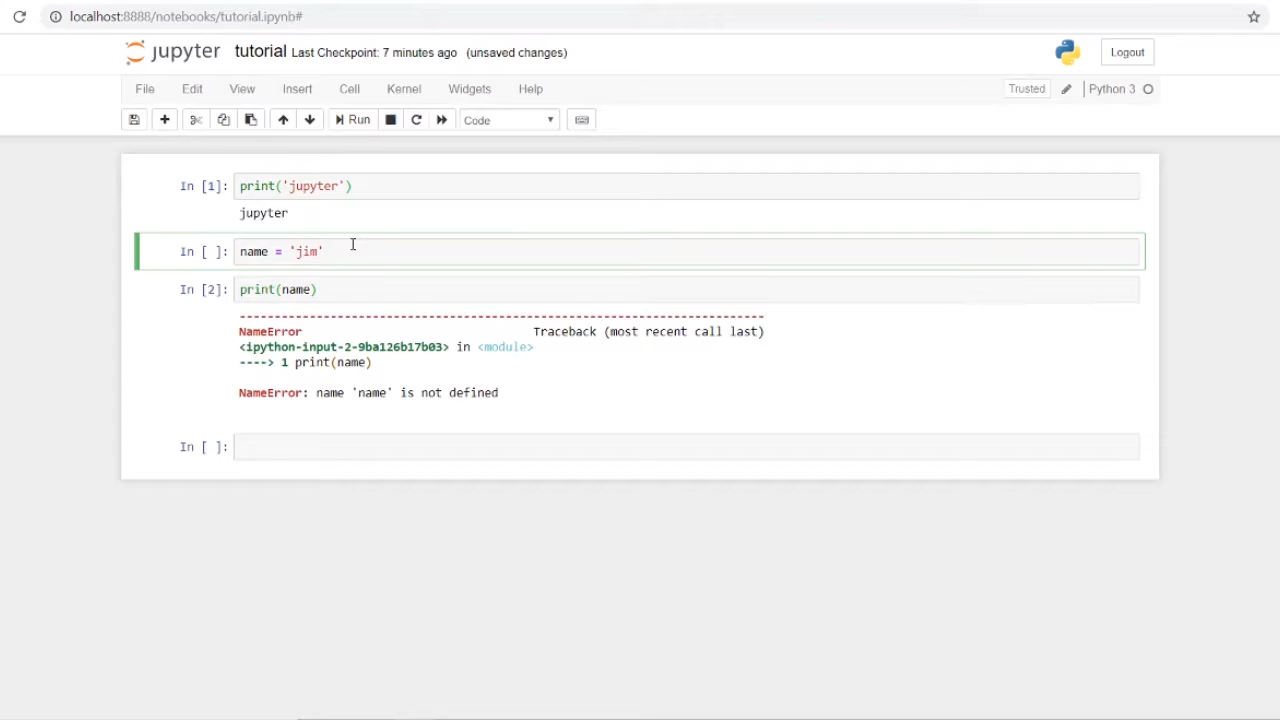 localhost:8888/notebooks/tutorial.ipynb#
jupyter tutorial Last Checkpoint: 7 minutes ago (unsaved changes) Logout
File Edit View Insert Cell Kernel Widgets Help Trusted Python 3
Run Code
In [1]: print('jupyter')
jupyter
In [ ]: name = 'jim'
In [2]: print(name)
---------------------------------------------------------------------------
NameError Traceback (most recent call last)
<ipython-input-2-9ba126b17b03> in <module>
----> 1 print(name)
NameError: name 'name' is not defined
In [ ]: